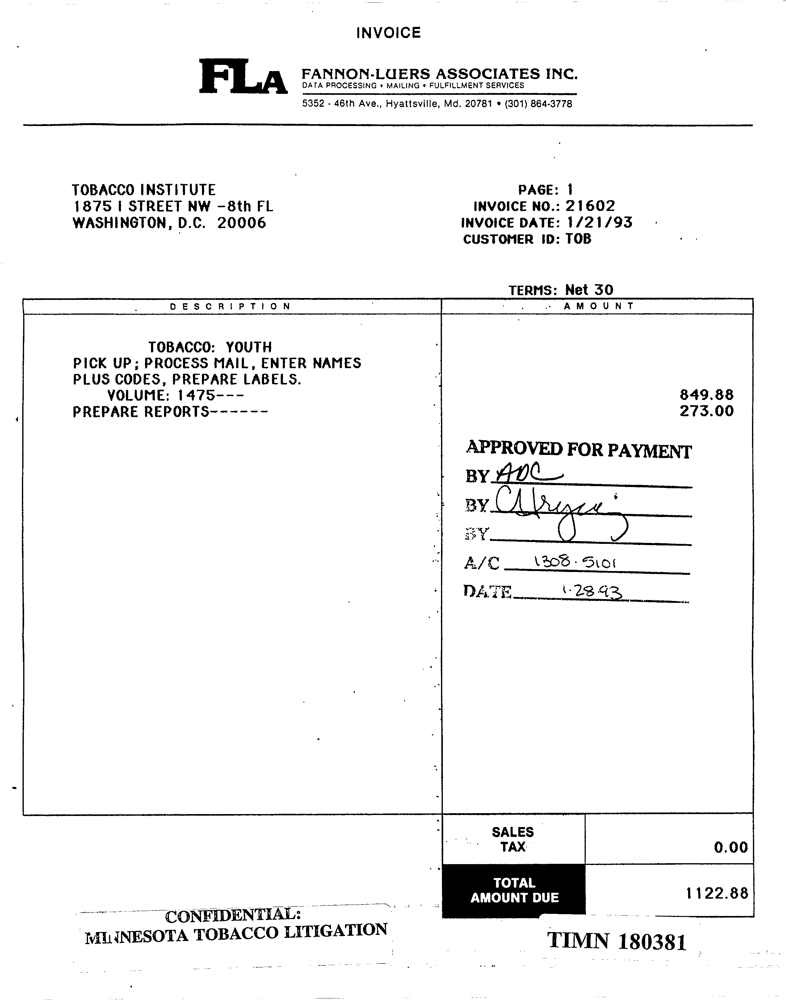 INVOICE
FLA
FANNON-LUERS ASSOCIATES INC.
DATA PROCESSING • MAILING • FULFILLMENT SERVICES
5352 - 46th Ave., Hyattsville, Md. 20781 • (301) 864-3778
TOBACCO INSTITUTE
1875 I STREET NW -8th FL
WASHINGTON, D.C. 20006
PAGE: 1
INVOICE NO.: 21602
INVOICE DATE: 1/21/93
CUSTOMER ID: TOB
TERMS: Net 30
DESCRIPTION AMOUNT
TOBACCO: YOUTH
PICK UP; PROCESS MAIL, ENTER NAMES
PLUS CODES, PREPARE LABELS.
VOLUME: 1475--- 849.88
PREPARE REPORTS------ 273.00
APPROVED FOR PAYMENT
BY ADC
BY
BY
A/C 1308.5101
DATE 1.28.93
SALES
TAX 0.00
TOTAL
AMOUNT DUE 1122.88
CONFIDENTIAL:
MINNESOTA TOBACCO LITIGATION
TIMN 180381